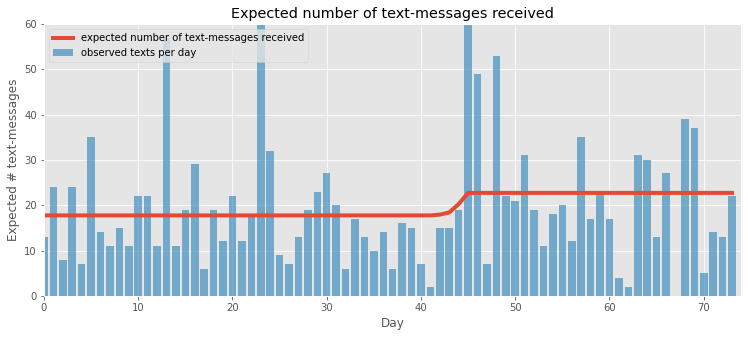 Expected number of text-messages received
expected number of text-messages received
observed texts per day
Expected # text-messages
60
50
40
30
20
10
0
0 10 20 30 40 50 60 70
Day